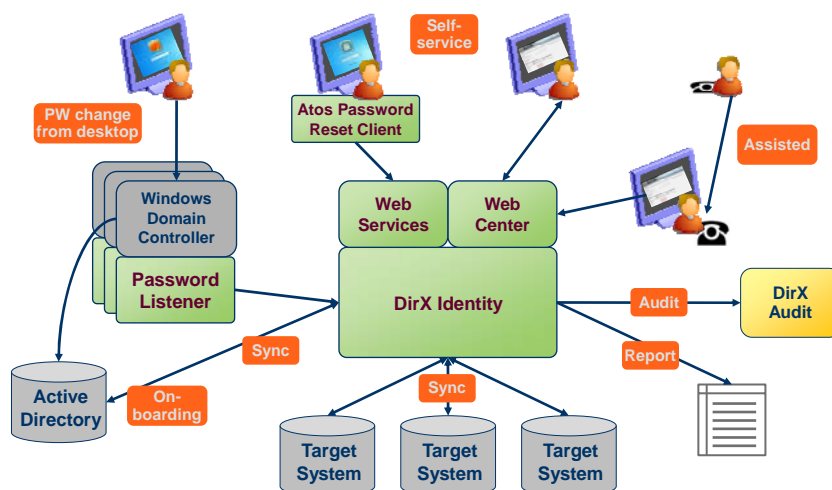 Self-
service
PW change
from desktop
Atos Password
Reset Client
Assisted
Windows
Domain
Controller
Web
Services
Web
Center
Password
Listener
DirX Identity
Audit
DirX
Audit
Sync
Report
Active
Directory
On-
boarding
Sync
Target
System
Target
System
Target
System